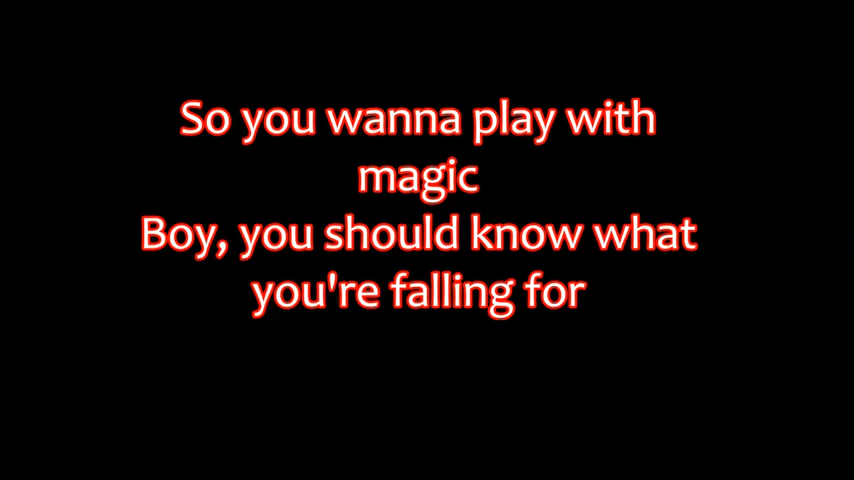 So you wanna play with
magic
Boy, you should know what
you're falling for